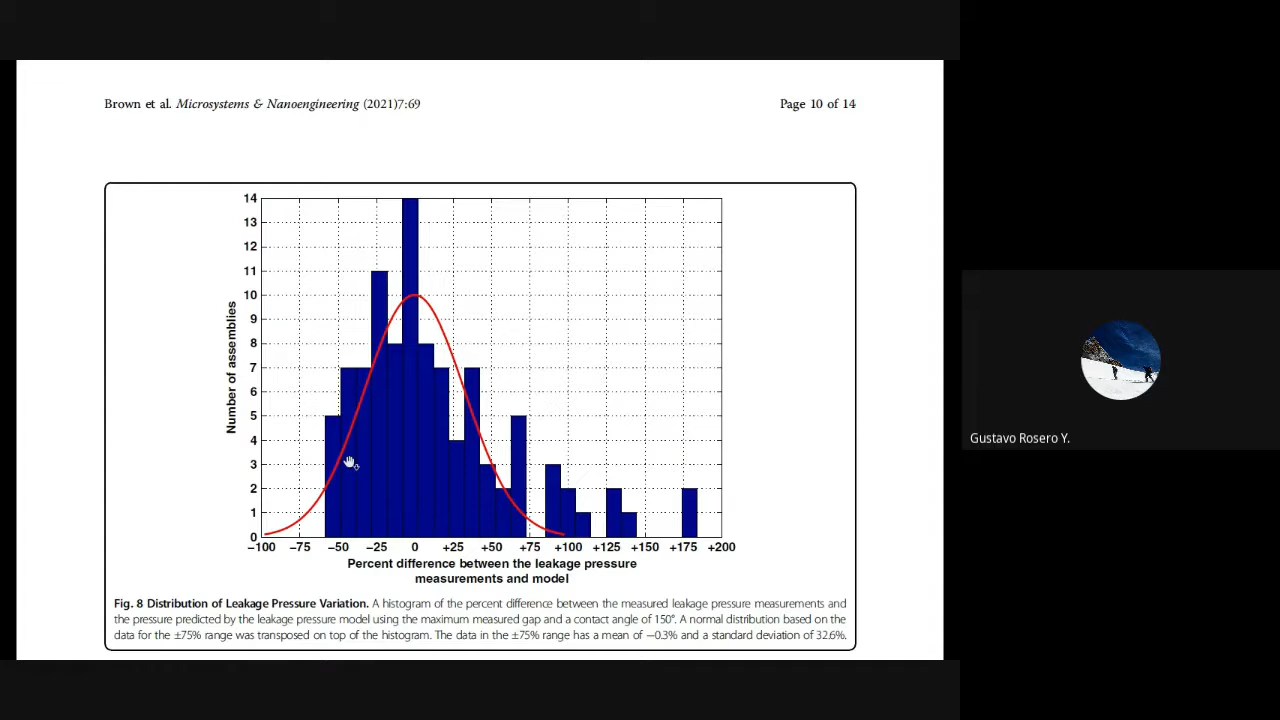 Brown et al. Microsystems & Nanoengineering (2021)7:69
Page 10 of 14
14
13
12
11
10
9
8
7
6
5
4
3
2
1
0
Number of assemblies
−100 −75 −50 −25 0 +25 +50 +75 +100 +125 +150 +175 +200
Percent difference between the leakage pressure
measurements and model
Fig. 8 Distribution of Leakage Pressure Variation. A histogram of the percent difference between the measured leakage pressure measurements and
the pressure predicted by the leakage pressure model using the maximum measured gap and a contact angle of 150°. A normal distribution based on the
data for the ±75% range was transposed on top of the histogram. The data in the ±75% range has a mean of −0.3% and a standard deviation of 32.6%.
Gustavo Rosero Y.